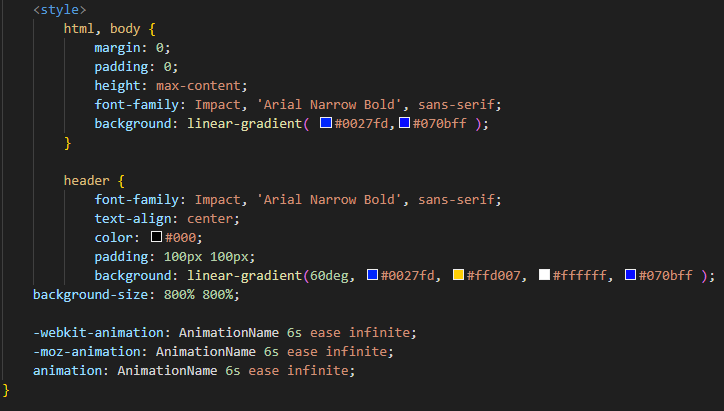 <style>
html, body {
margin: 0;
padding: 0;
height: max-content;
font-family: Impact, 'Arial Narrow Bold', sans-serif;
background: linear-gradient( #0027fd, #070bff );
}
header {
font-family: Impact, 'Arial Narrow Bold', sans-serif;
text-align: center;
color: #000;
padding: 100px 100px;
background: linear-gradient(60deg, #0027fd, #ffd007, #ffffff, #070bff );
background-size: 800% 800%;
-webkit-animation: AnimationName 6s ease infinite;
-moz-animation: AnimationName 6s ease infinite;
animation: AnimationName 6s ease infinite;
}